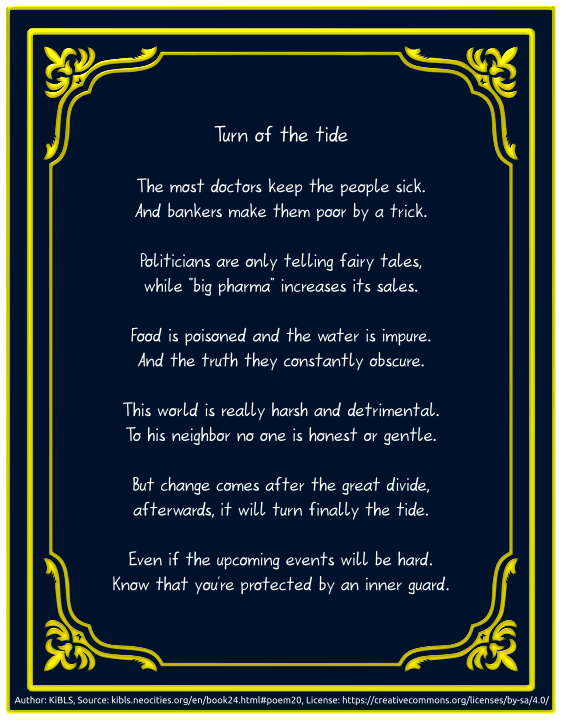 Turn of the tide
The most doctors keep the people sick.
And bankers make them poor by a trick.
Politicians are only telling fairy tales,
while "big pharma" increases its sales.
Food is poisoned and the water is impure.
And the truth they constantly obscure.
This world is really harsh and detrimental.
To his neighbor no one is honest or gentle.
But change comes after the great divide,
afterwards, it will turn finally the tide.
Even if the upcoming events will be hard.
Know that you're protected by an inner guard.
Author: KiBLS, Source: kibls.neocities.org/en/book24.html#poem20, License: https://creativecommons.org/licenses/by-sa/4.0/